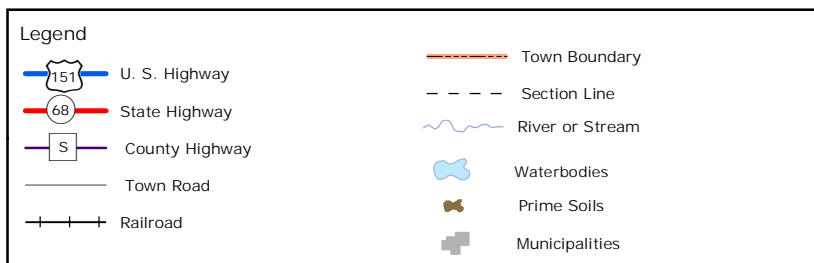 Legend
151 U. S. Highway
68 State Highway
S County Highway
Town Road
Railroad
Town Boundary
Section Line
River or Stream
Waterbodies
Prime Soils
Municipalities